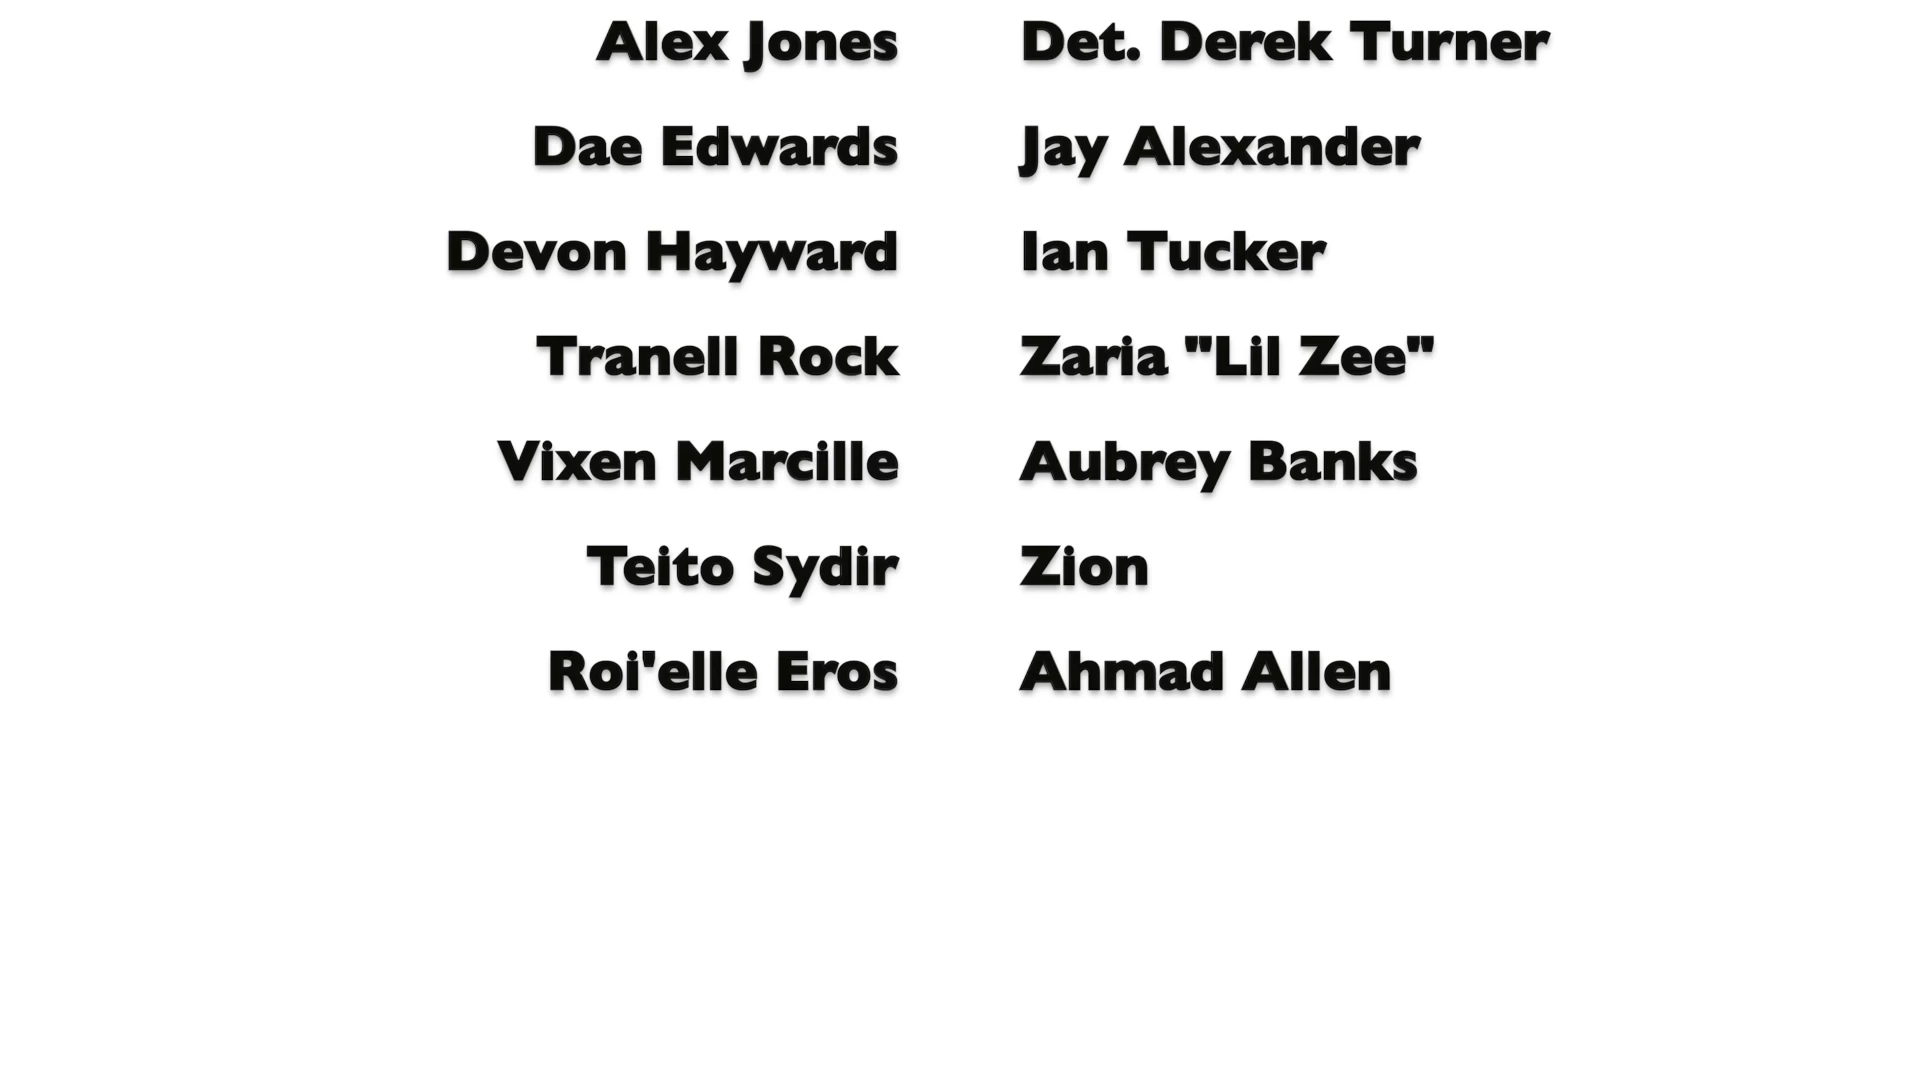 Alex Jones Det. Derek Turner
Dae Edwards Jay Alexander
Devon Hayward Ian Tucker
Tranell Rock Zaria "Lil Zee"
Vixen Marcille Aubrey Banks
Teito Sydir Zion
Roi'elle Eros Ahmad Allen